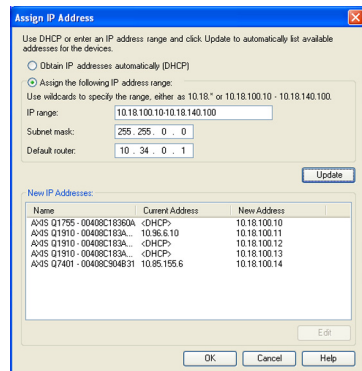 Assign IP Address
Use DHCP or enter an IP address range and click Update to automatically list available
addresses for the devices.
Obtain IP addresses automatically (DHCP)
Assign the following IP address range:
Use wildcards to specify the range, either as 10.18.* or 10.18.100.10 - 10.18.140.100.
IP range: 10.18.100.10-10.18.140.100
Subnet mask: 255 . 255 . 0 . 0
Default router: 10 . 34 . 0 . 1
Update
New IP Addresses:
Name Current Address New Address
AXIS Q1755 - 00408C18360A <DHCP> 10.18.100.10
AXIS Q1910 - 00408C183A... 10.96.6.10 10.18.100.11
AXIS Q1910 - 00408C183A... <DHCP> 10.18.100.12
AXIS Q1910 - 00408C183A... <DHCP> 10.18.100.13
AXIS Q7401 - 00408C904B31 10.85.155.6 10.18.100.14
Edit
OK Cancel Help